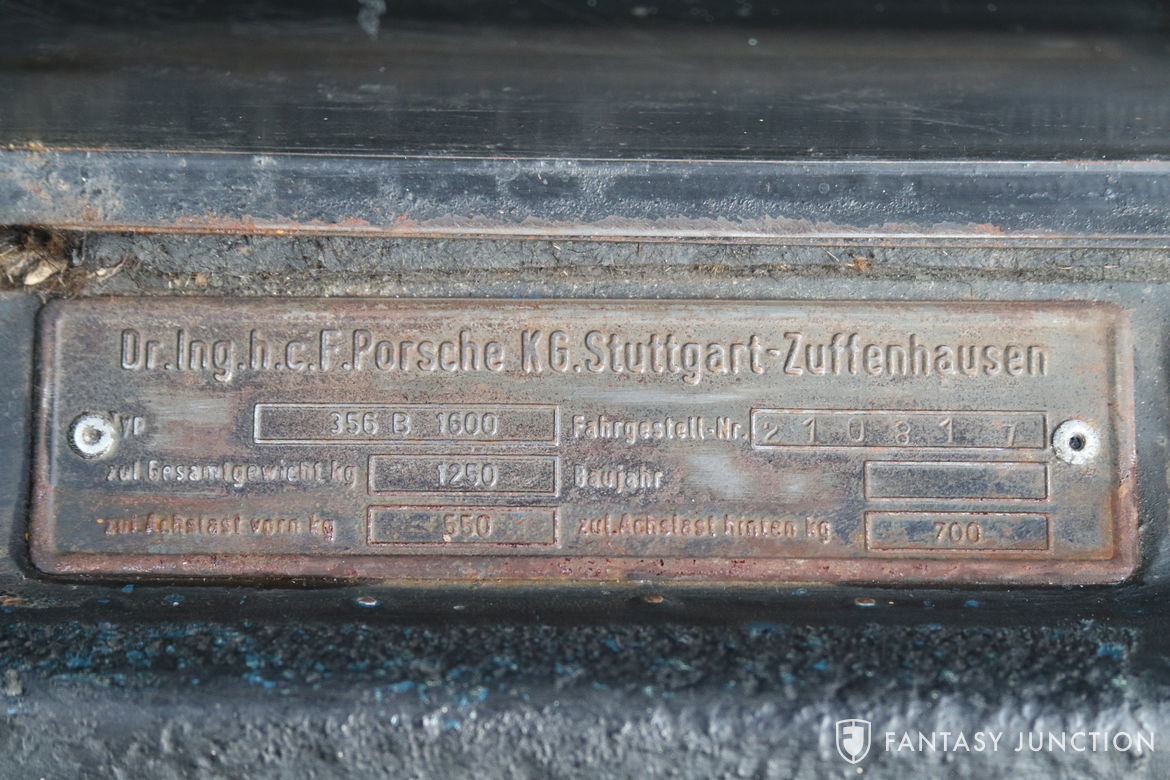 Dr.Ing.h.c.F.Porsche KG.Stuttgart-Zuffenhausen
Typ 356 B 1600 Fahrgestell-Nr. 210817
zul Gesamtgewicht kg 1250 Baujahr
zul.Achslast vorn kg 550 zul.Achslast hinten kg 700
FANTASY JUNCTION